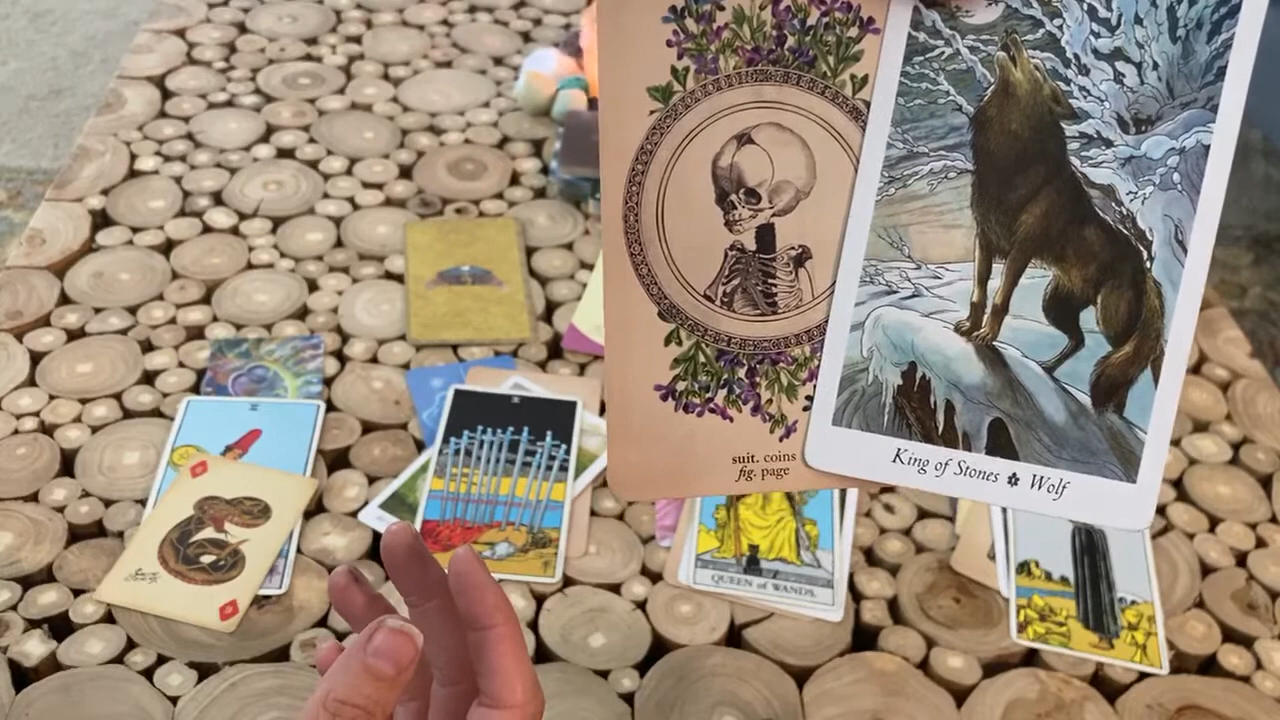 suit. coins
fig. page
King of Stones ✽ Wolf
X
QUEEN of WANDS.